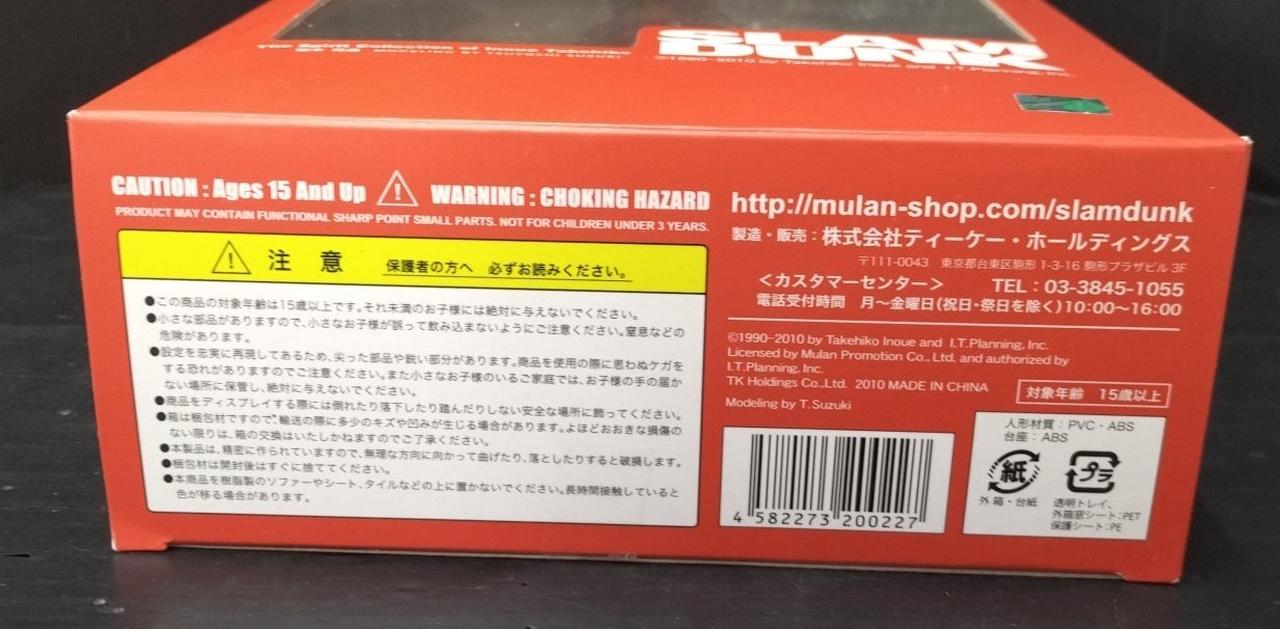 The Spirit Collection of Inoue Takehiko
MODELING BY TSUYOSHI SUZUKI
SLAM
DUNK
©1990-2010 by Takehiko Inoue and I.T.Planning, Inc.
CAUTION : Ages 15 And Up WARNING : CHOKING HAZARD
PRODUCT MAY CONTAIN FUNCTIONAL SHARP POINT SMALL PARTS. NOT FOR CHILDREN UNDER 3 YEARS.
注 意 保護者の方へ 必ずお読みください。
●この商品の対象年齢は15歳以上です。それ未満のお子様には絶対に与えないでください。
●小さな部品がありますので、小さなお子様が誤って飲み込まないようにご注意ください。窒息などの
危険があります。
●設定を忠実に再現してあるため、尖った部品や鋭い部分があります。商品を使用の際に思わぬケガを
する恐れがありますのでご注意ください。また小さなお子様のいるご家庭では、お子様の手の届か
ない場所に保管し、絶対に与えないでください。
●商品をディスプレイする際には倒れたり落下したり踏んだりしない安全な場所に飾ってください。
●箱は梱包材ですので、輸送の際に多少のキズや凹みが生じる場合があります。よほどおおきな損傷の
ない限りは、箱の交換はいたしかねますのでご了承ください。
●本製品は、精密に作られていますので、無理な方向に向かって曲げたり、落としたりすると破損します。
●梱包材は開封後はすぐに捨ててください。
●本商品を樹脂製のソファーやシート、タイルなどの上に置かないでください。長時間接触していると
色が移る場合があります。
http://mulan-shop.com/slamdunk
製造・販売：株式会社ティーケー・ホールディングス
〒111-0043 東京都台東区駒形 1-3-16 駒形プラザビル 3F
＜カスタマーセンター＞ TEL：03-3845-1055
電話受付時間 月〜金曜日(祝日・祭日を除く)10：00〜16：00
©1990-2010 by Takehiko Inoue and I.T.Planning, Inc.
Licensed by Mulan Promotion Co., Ltd. and authorized by
I.T.Planning, Inc.
TK Holdings Co.,Ltd. 2010 MADE IN CHINA
対象年齢 15歳以上
Modeling by T. Suzuki
4 582273 200227
人形材質：PVC・ABS
台座：ABS
紙
プラ
外箱・台紙
透明トレイ、
外箱窓シート：PET
保護シート：PE